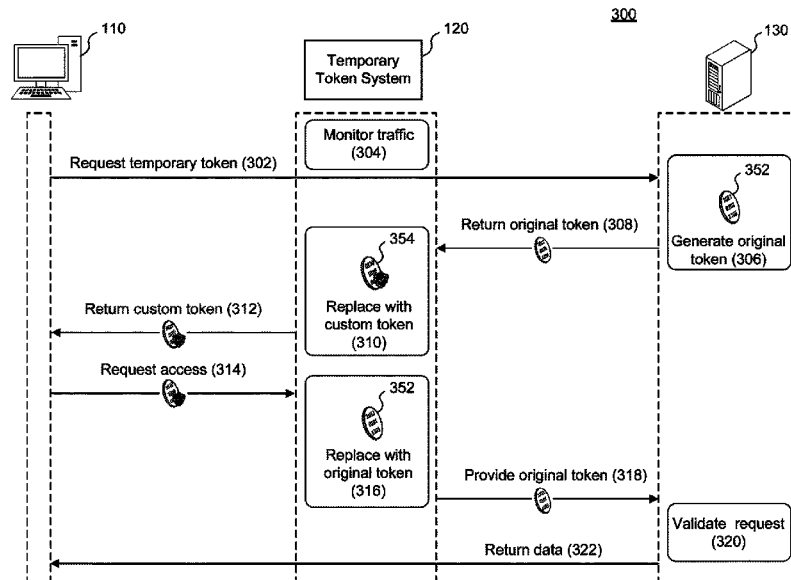 300
110
120
130
Temporary
Token System
Monitor traffic
(304)
Request temporary token (302)
352
Return original token (308)
Generate original
token (306)
354
Replace with
custom token
(310)
Return custom token (312)
Request access (314)
352
Replace with
original token
(316)
Provide original token (318)
Validate request
(320)
Return data (322)